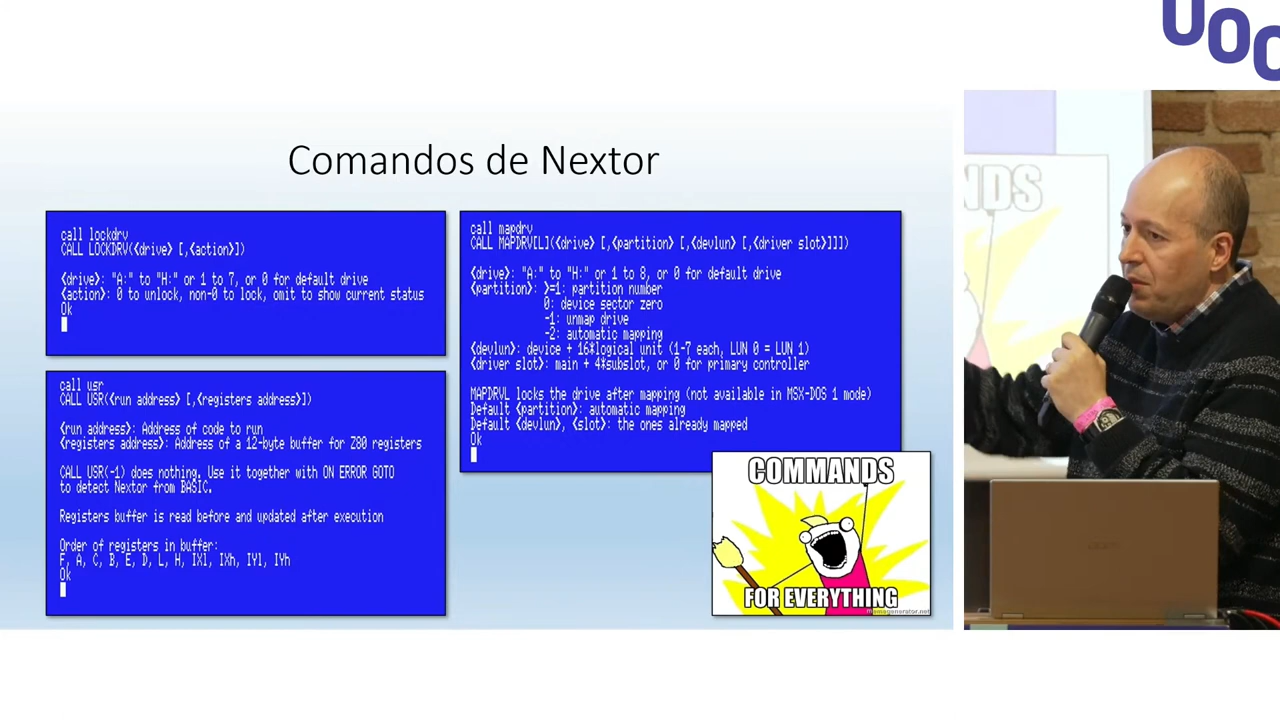 UOC
Comandos de Nextor
call lockdrv
CALL LOCKDRV(<drive> [,<action>])
<drive>: "A:" to "H:" or 1 to 7, or 0 for default drive
<action>: 0 to unlock, non-0 to lock, omit to show current status
Ok
call usr
CALL USR(<run address> [,<registers address>])
<run address>: Address of code to run
<registers address>: Address of a 12-byte buffer for Z80 registers
CALL USR(-1) does nothing. Use it together with ON ERROR GOTO
to detect Nextor from BASIC.
Registers buffer is read before and updated after execution
Order of registers in buffer:
F, A, C, B, E, D, L, H, IXl, IXh, IYl, IYh
Ok
call mapdrv
CALL MAPDRV[L](<drive> [,<partition> [,<devlun> [,<driver slot>]]])
<drive>: "A:" to "H:" or 1 to 8, or 0 for default drive
<partition>: >=1: partition number
0: device sector zero
-1: unmap drive
-2: automatic mapping
<devlun>: device + 16*logical unit (1-7 each, LUN 0 = LUN 1)
<driver slot>: main + 4*subslot, or 0 for primary controller
MAPDRVL locks the drive after mapping (not available in MSX-DOS 1 mode)
Default <partition>: automatic mapping
Default <devlun>, <slot>: the ones already mapped
Ok
COMMANDS
FOR EVERYTHING
memegenerator.net
NDS
acer